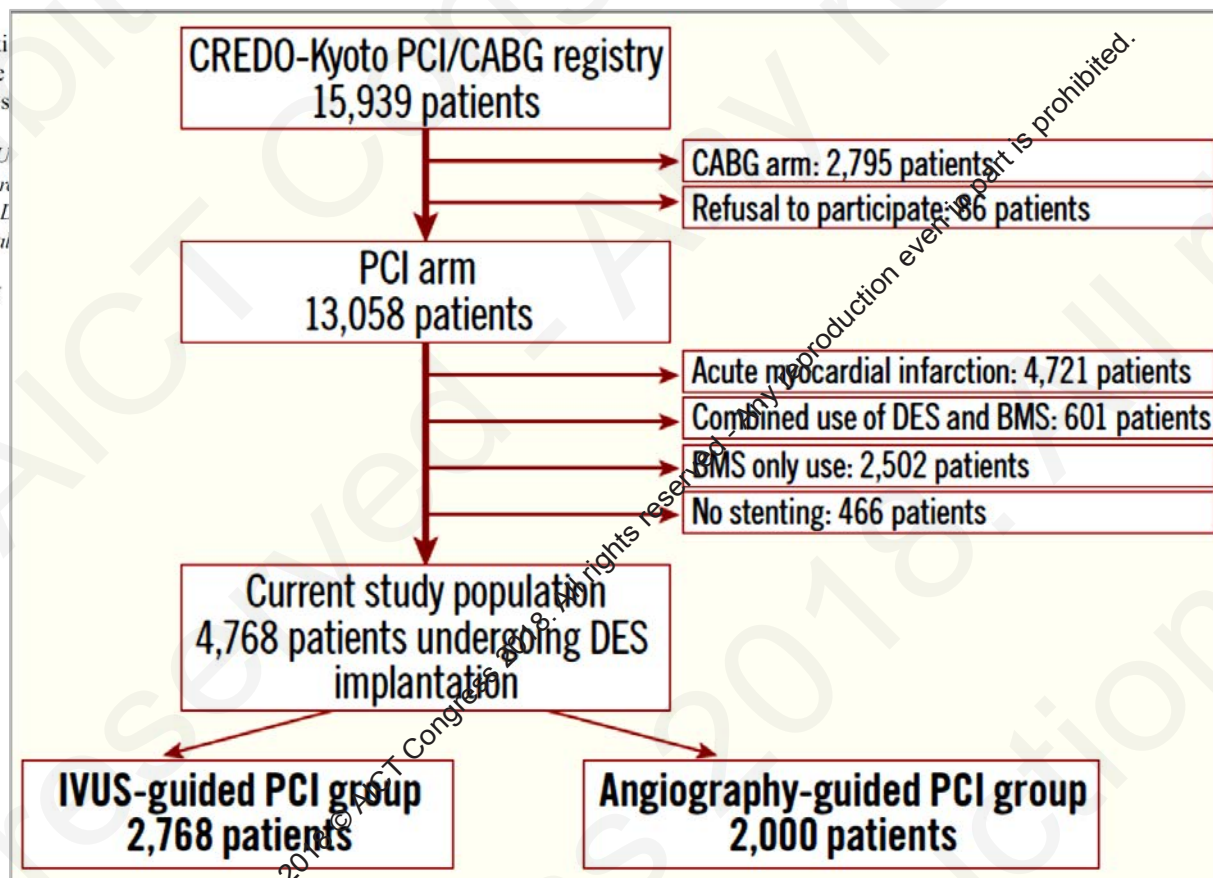 CREDO-Kyoto PCI/CABG registry
15,939 patients
CABG arm: 2,795 patients
Refusal to participate: 86 patients
PCI arm
13,058 patients
Acute myocardial infarction: 4,721 patients
Combined use of DES and BMS: 601 patients
BMS only use: 2,502 patients
No stenting: 466 patients
Current study population
4,768 patients undergoing DES
implantation
IVUS-guided PCI group
2,768 patients
Angiography-guided PCI group
2,000 patients
2018 © AICT Congress 2018. All rights reserved - Any reproduction even in part is prohibited.